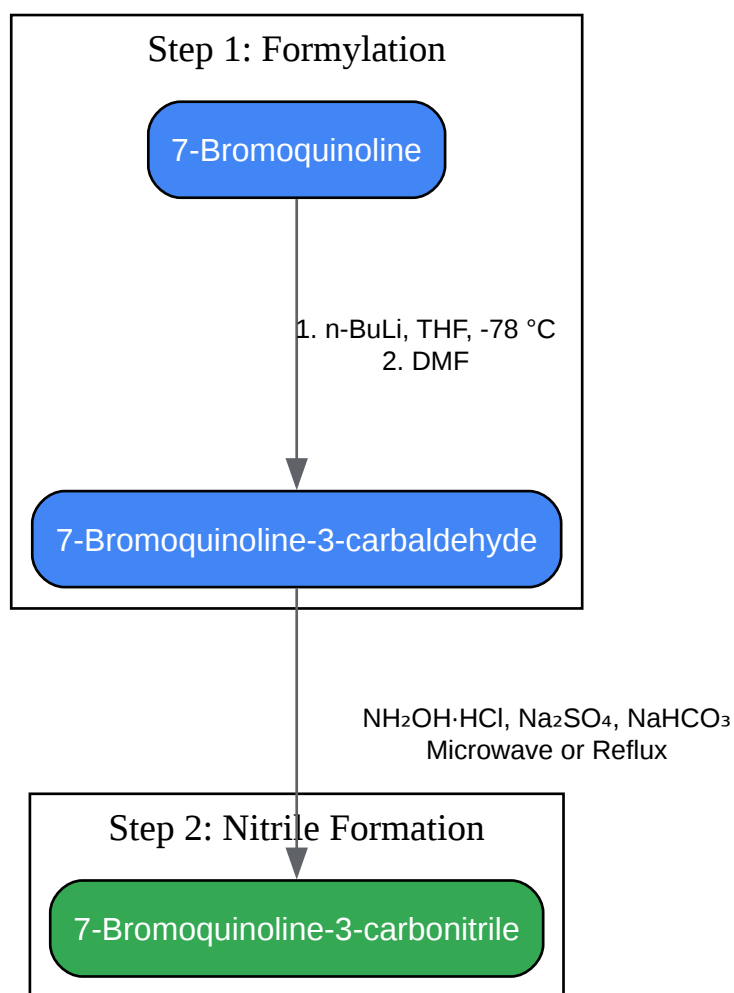 Step 1: Formylation
7-Bromoquinoline
1. n-BuLi, THF, -78 °C
2. DMF
7-Bromoquinoline-3-carbaldehyde
NH₂OH·HCl, Na₂SO₄, NaHCO₃
Microwave or Reflux
Step 2: Nitrile Formation
7-Bromoquinoline-3-carbonitrile